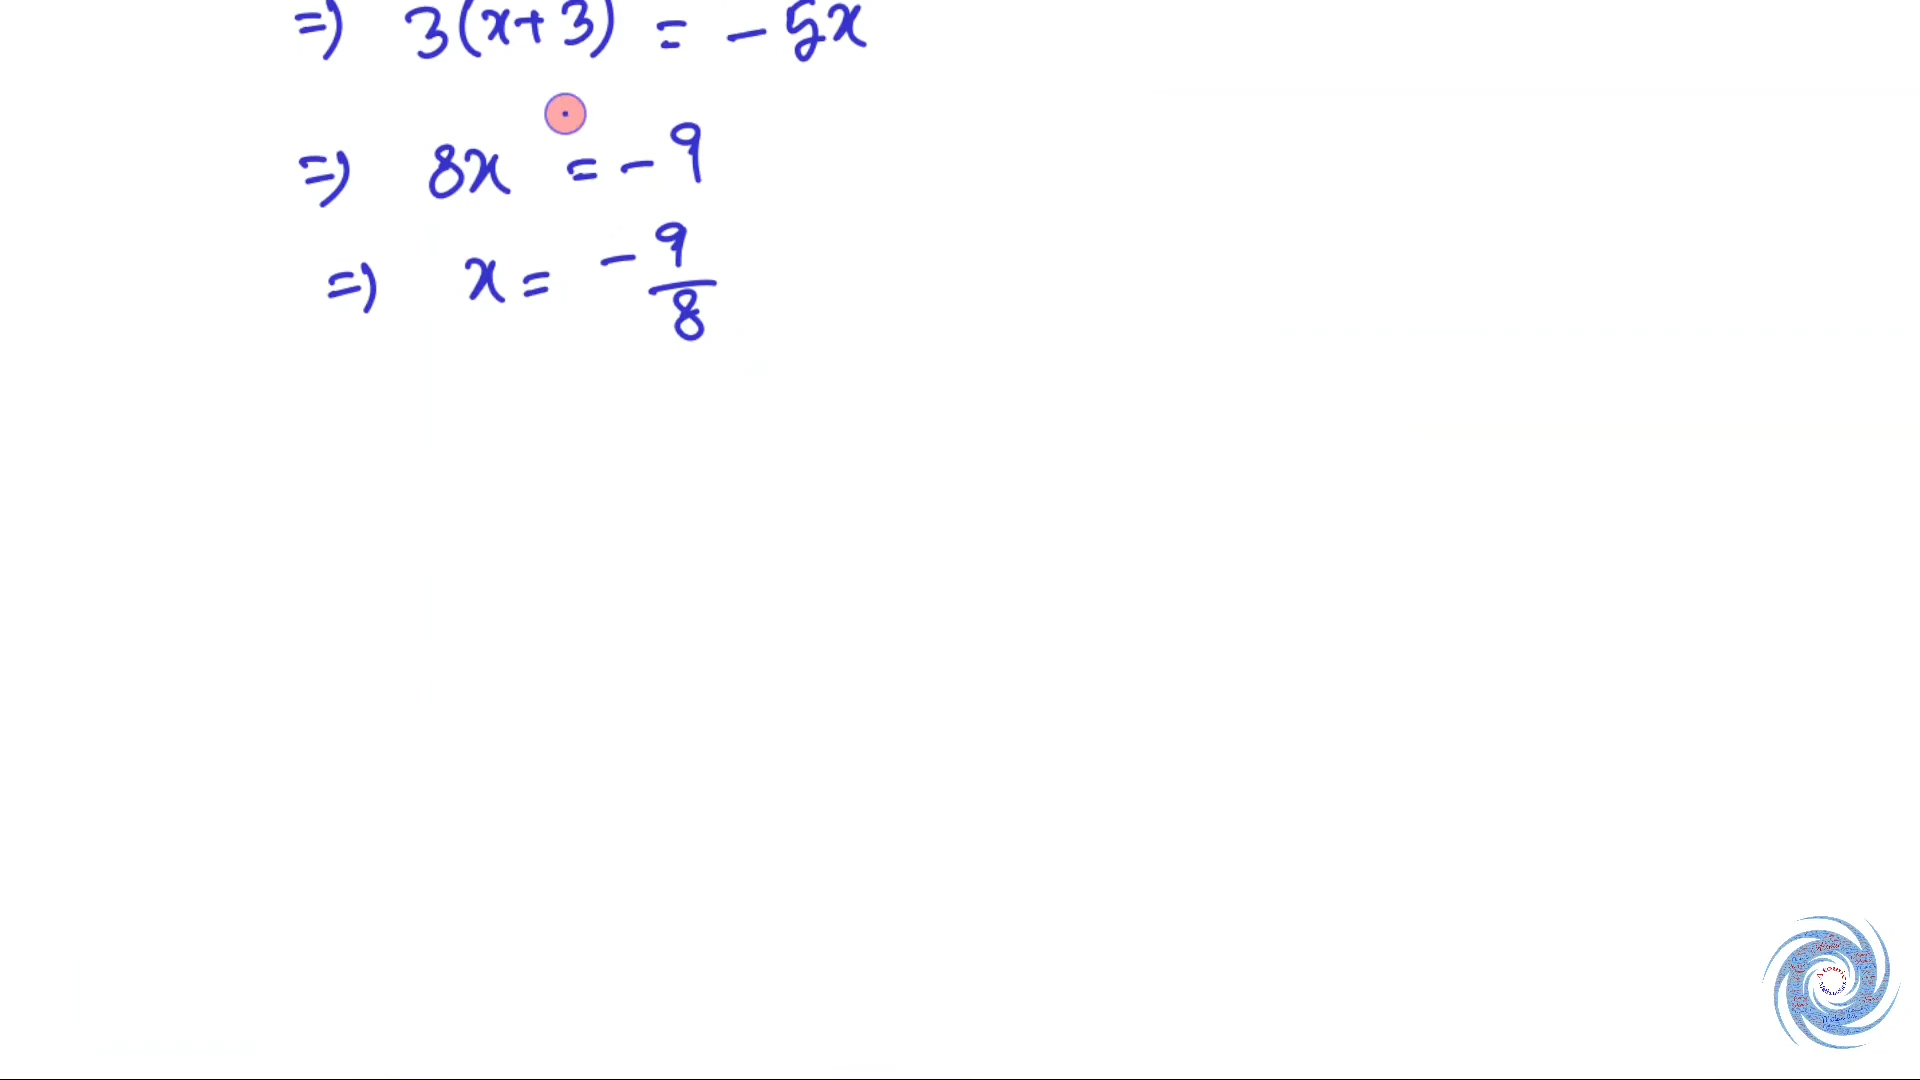 =) 3(x+3) = -5x
=) 8x = -9
=) x = -9/8